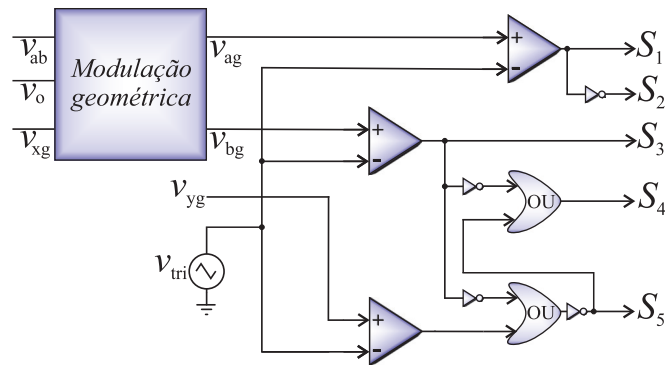 v_ab
v_o
v_xg
Modulação
geométrica
v_ag
v_bg
+
-
S_1
S_2
+
-
S_3
v_yg
OU
S_4
v_tri
+
-
OU
S_5